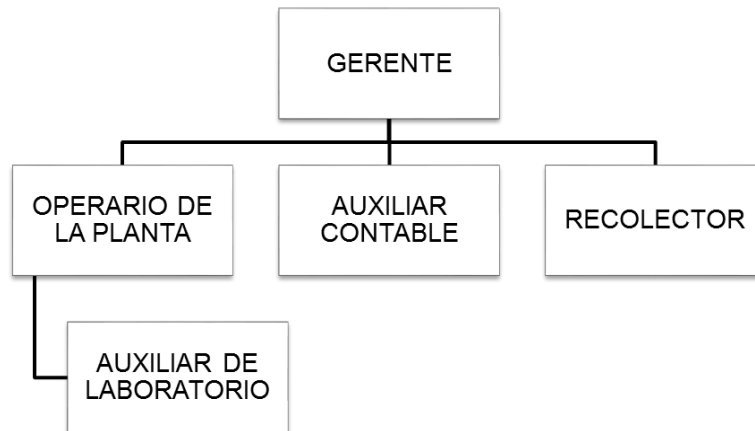 GERENTE
OPERARIO DE
LA PLANTA
AUXILIAR
CONTABLE
RECOLECTOR
AUXILIAR DE
LABORATORIO